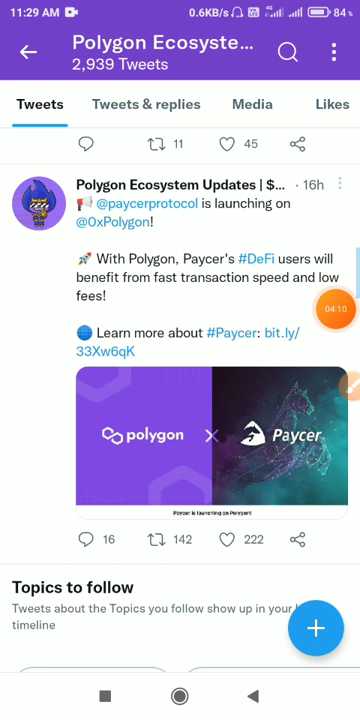 11:29 AM 0.6KB/s 4G 84%
Polygon Ecosyste...
2,939 Tweets
Tweets Tweets & replies Media Likes
11 45
Polygon Ecosystem Updates | $... · 16h
📢 @paycerprotocol is launching on
@0xPolygon!
🚀 With Polygon, Paycer's #DeFi users will
benefit from fast transaction speed and low
fees!
04:10
🌐 Learn more about #Paycer: bit.ly/
33Xw6qK
polygon X Paycer
Paycer is launching on Polygon!
16 142 222
Topics to follow
Tweets about the Topics you follow show up in your
timeline